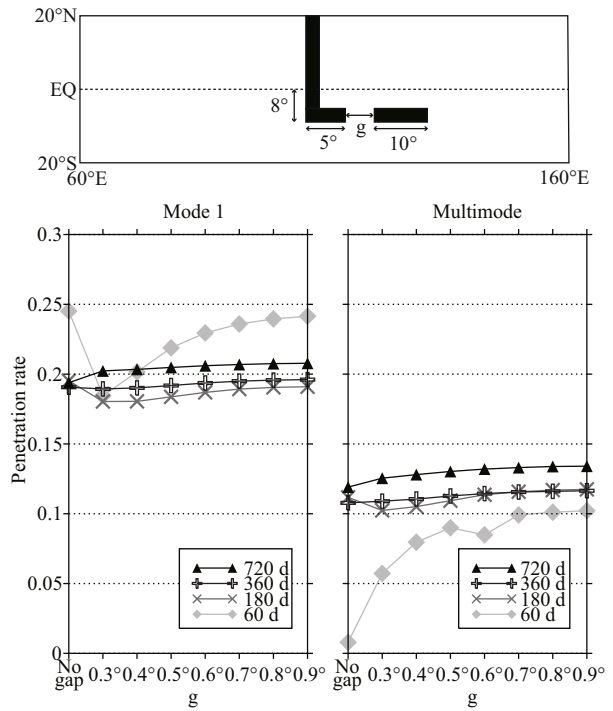 20°N
EQ
8°
5°
g
10°
20°S
60°E
160°E
Mode 1
Multimode
Penetration rate
0.3
0.25
0.2
0.15
0.1
0.05
0
720 d
360 d
180 d
60 d
720 d
360 d
180 d
60 d
No gap 0.3° 0.4° 0.5° 0.6° 0.7° 0.8° 0.9°
g
No gap 0.3° 0.4° 0.5° 0.6° 0.7° 0.8° 0.9°
g